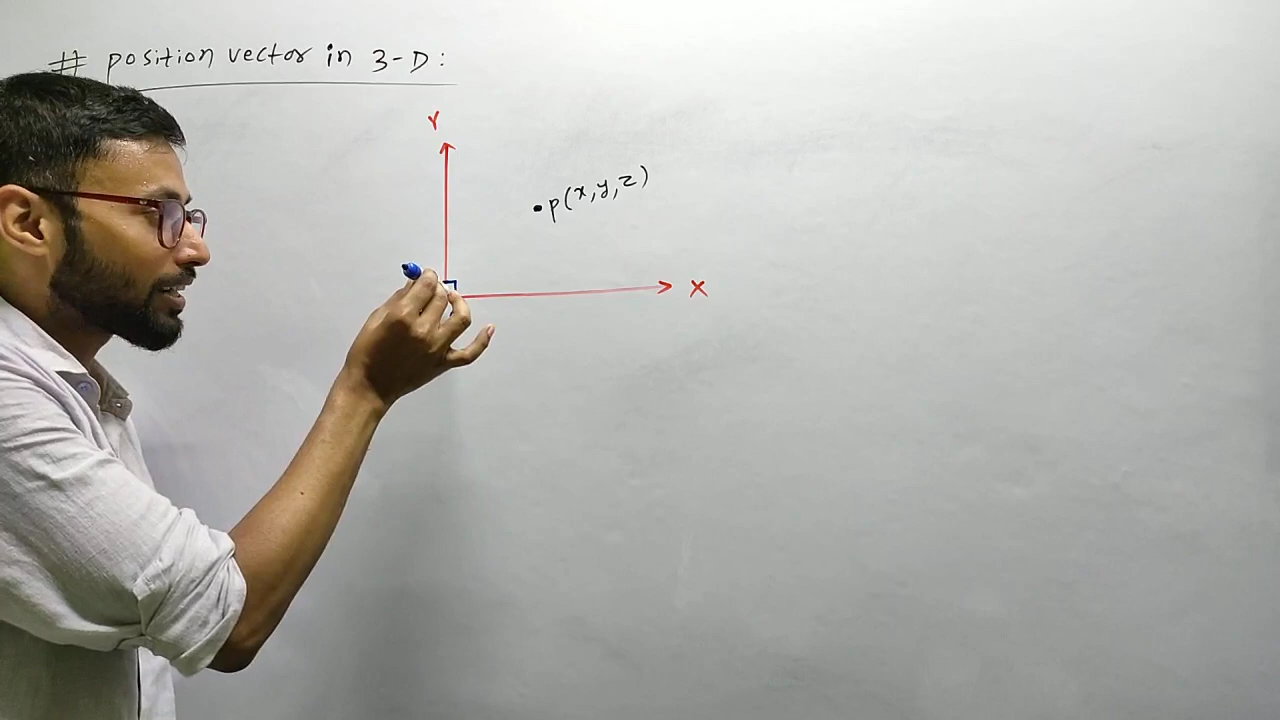 # position vector in 3-D:
Y
P(x,y,z)
X